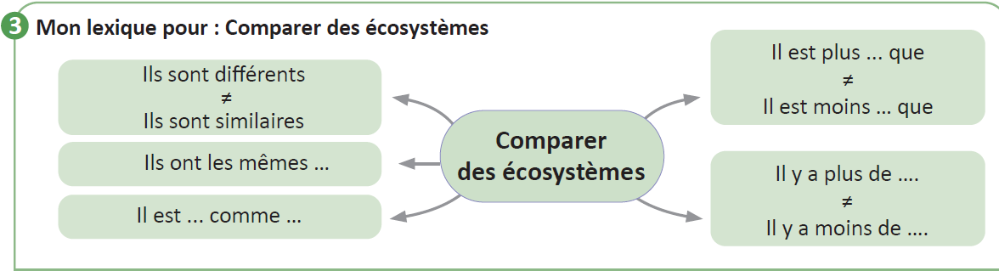 3 Mon lexique pour : Comparer des écosystèmes
Ils sont différents
≠
Ils sont similaires
Ils ont les mêmes ...
Il est ... comme ...
Comparer
des écosystèmes
Il est plus ... que
≠
Il est moins ... que
Il y a plus de ....
≠
Il y a moins de ....